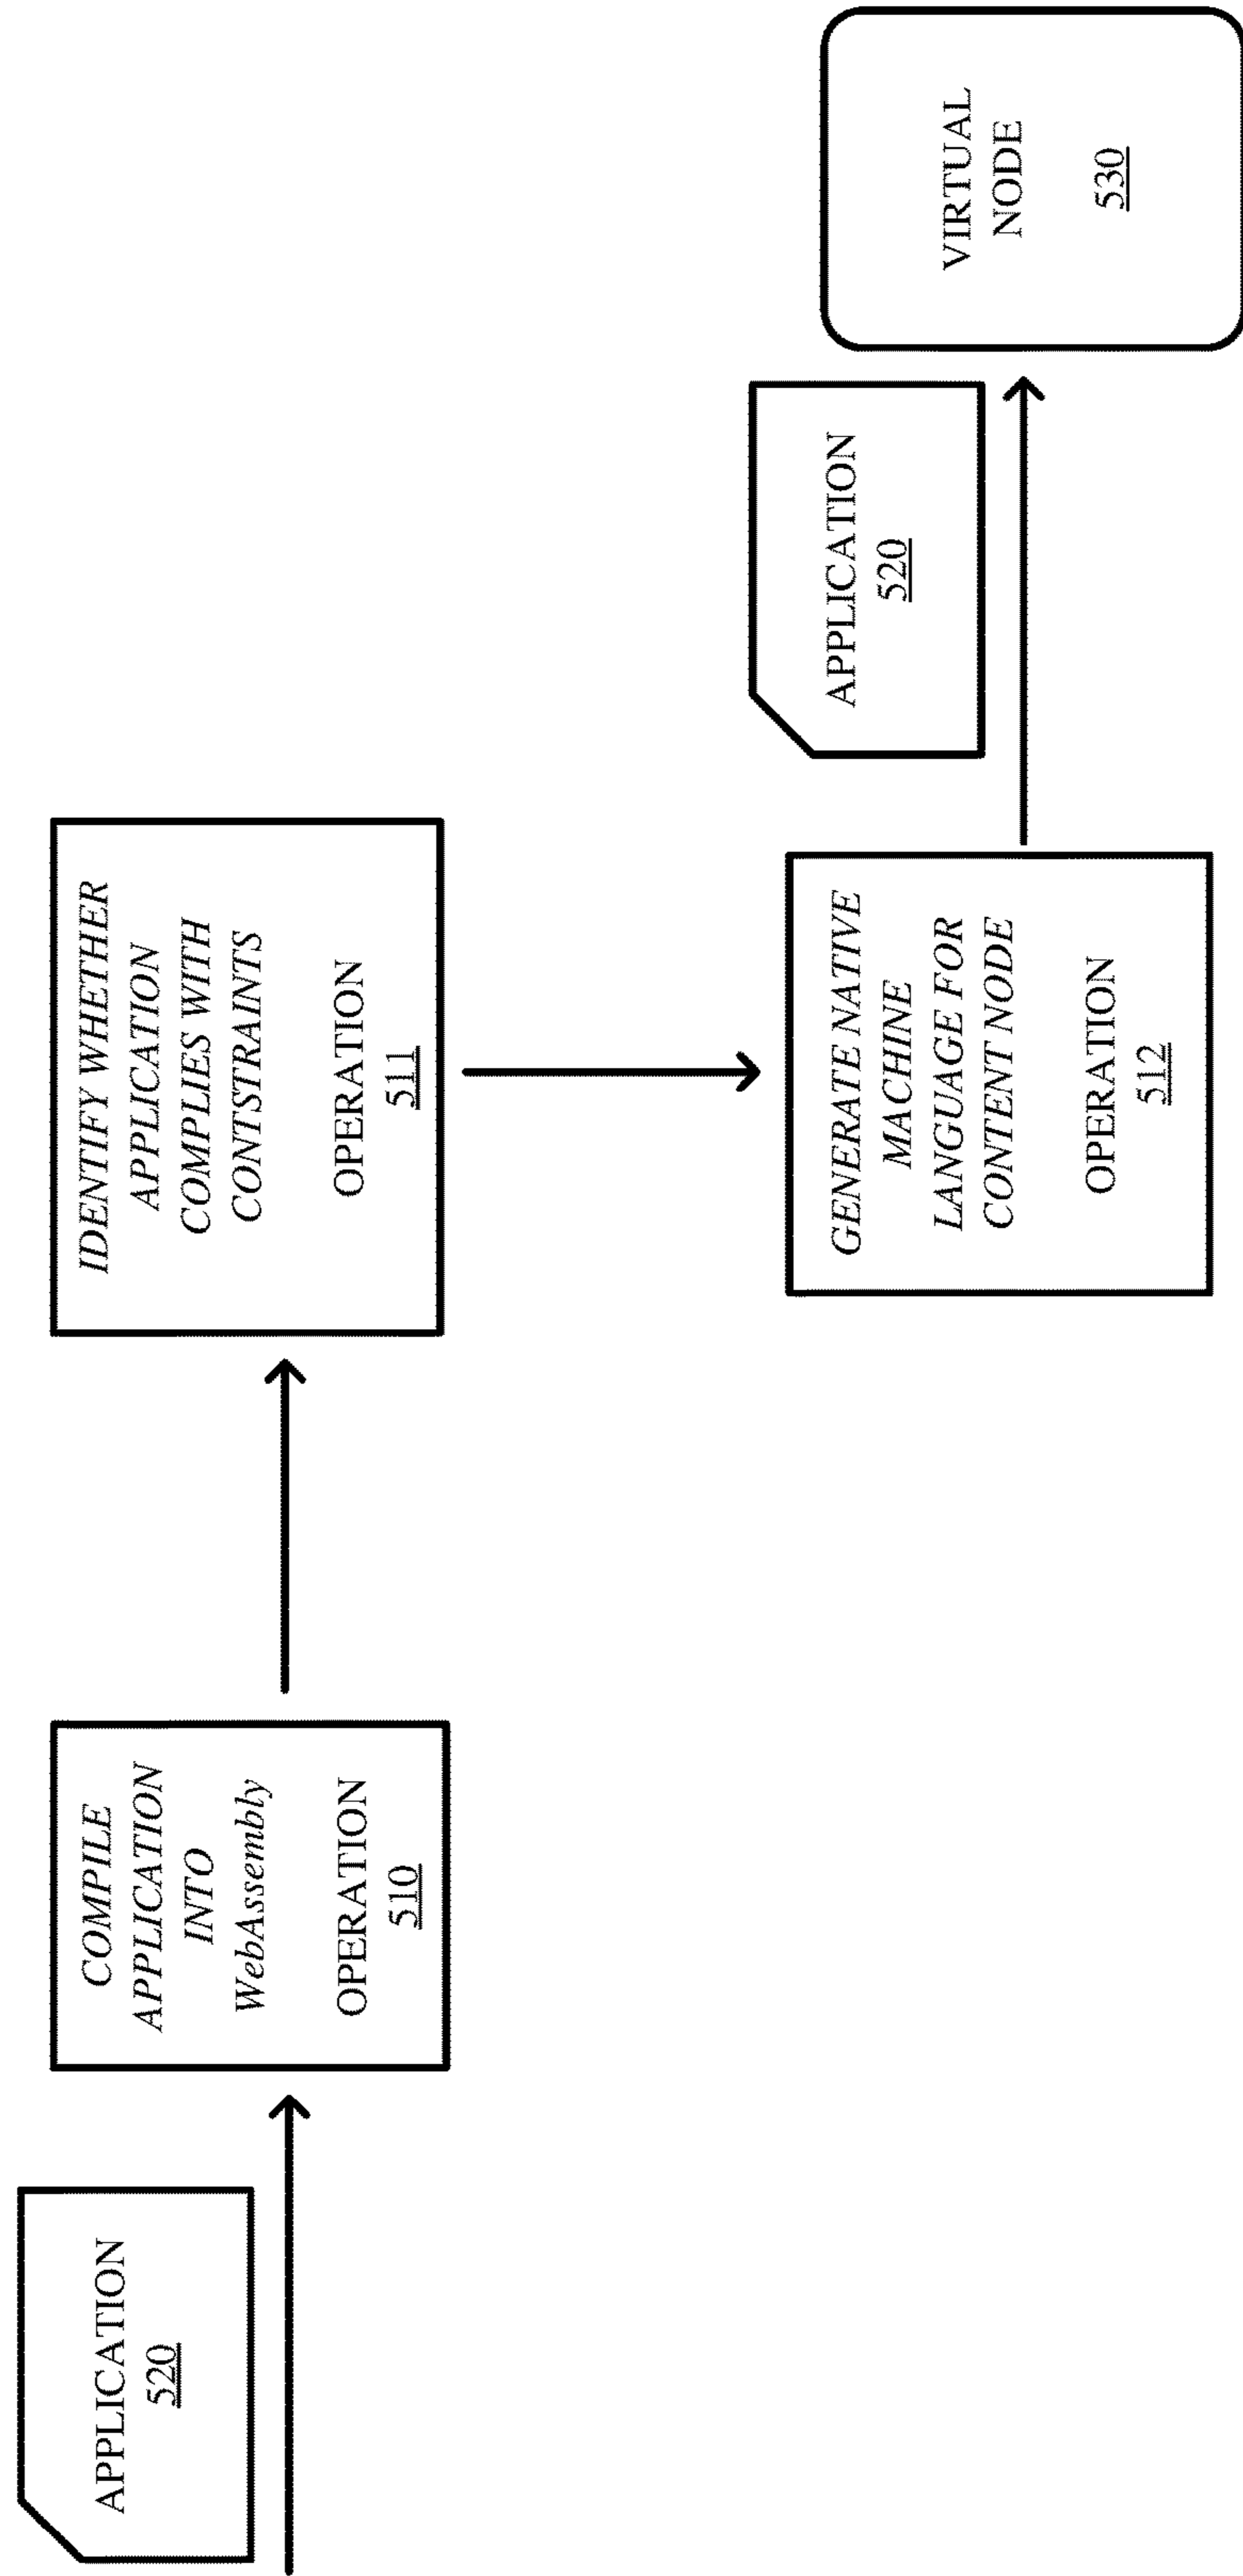 APPLICATION
520
COMPILE
APPLICATION
INTO
WebAssembly
OPERATION
510
IDENTIFY WHETHER
APPLICATION
COMPLIES WITH
CONTSTRAINTS
OPERATION
511
GENERATE NATIVE
MACHINE
LANGUAGE FOR
CONTENT NODE
OPERATION
512
APPLICATION
520
VIRTUAL
NODE
530